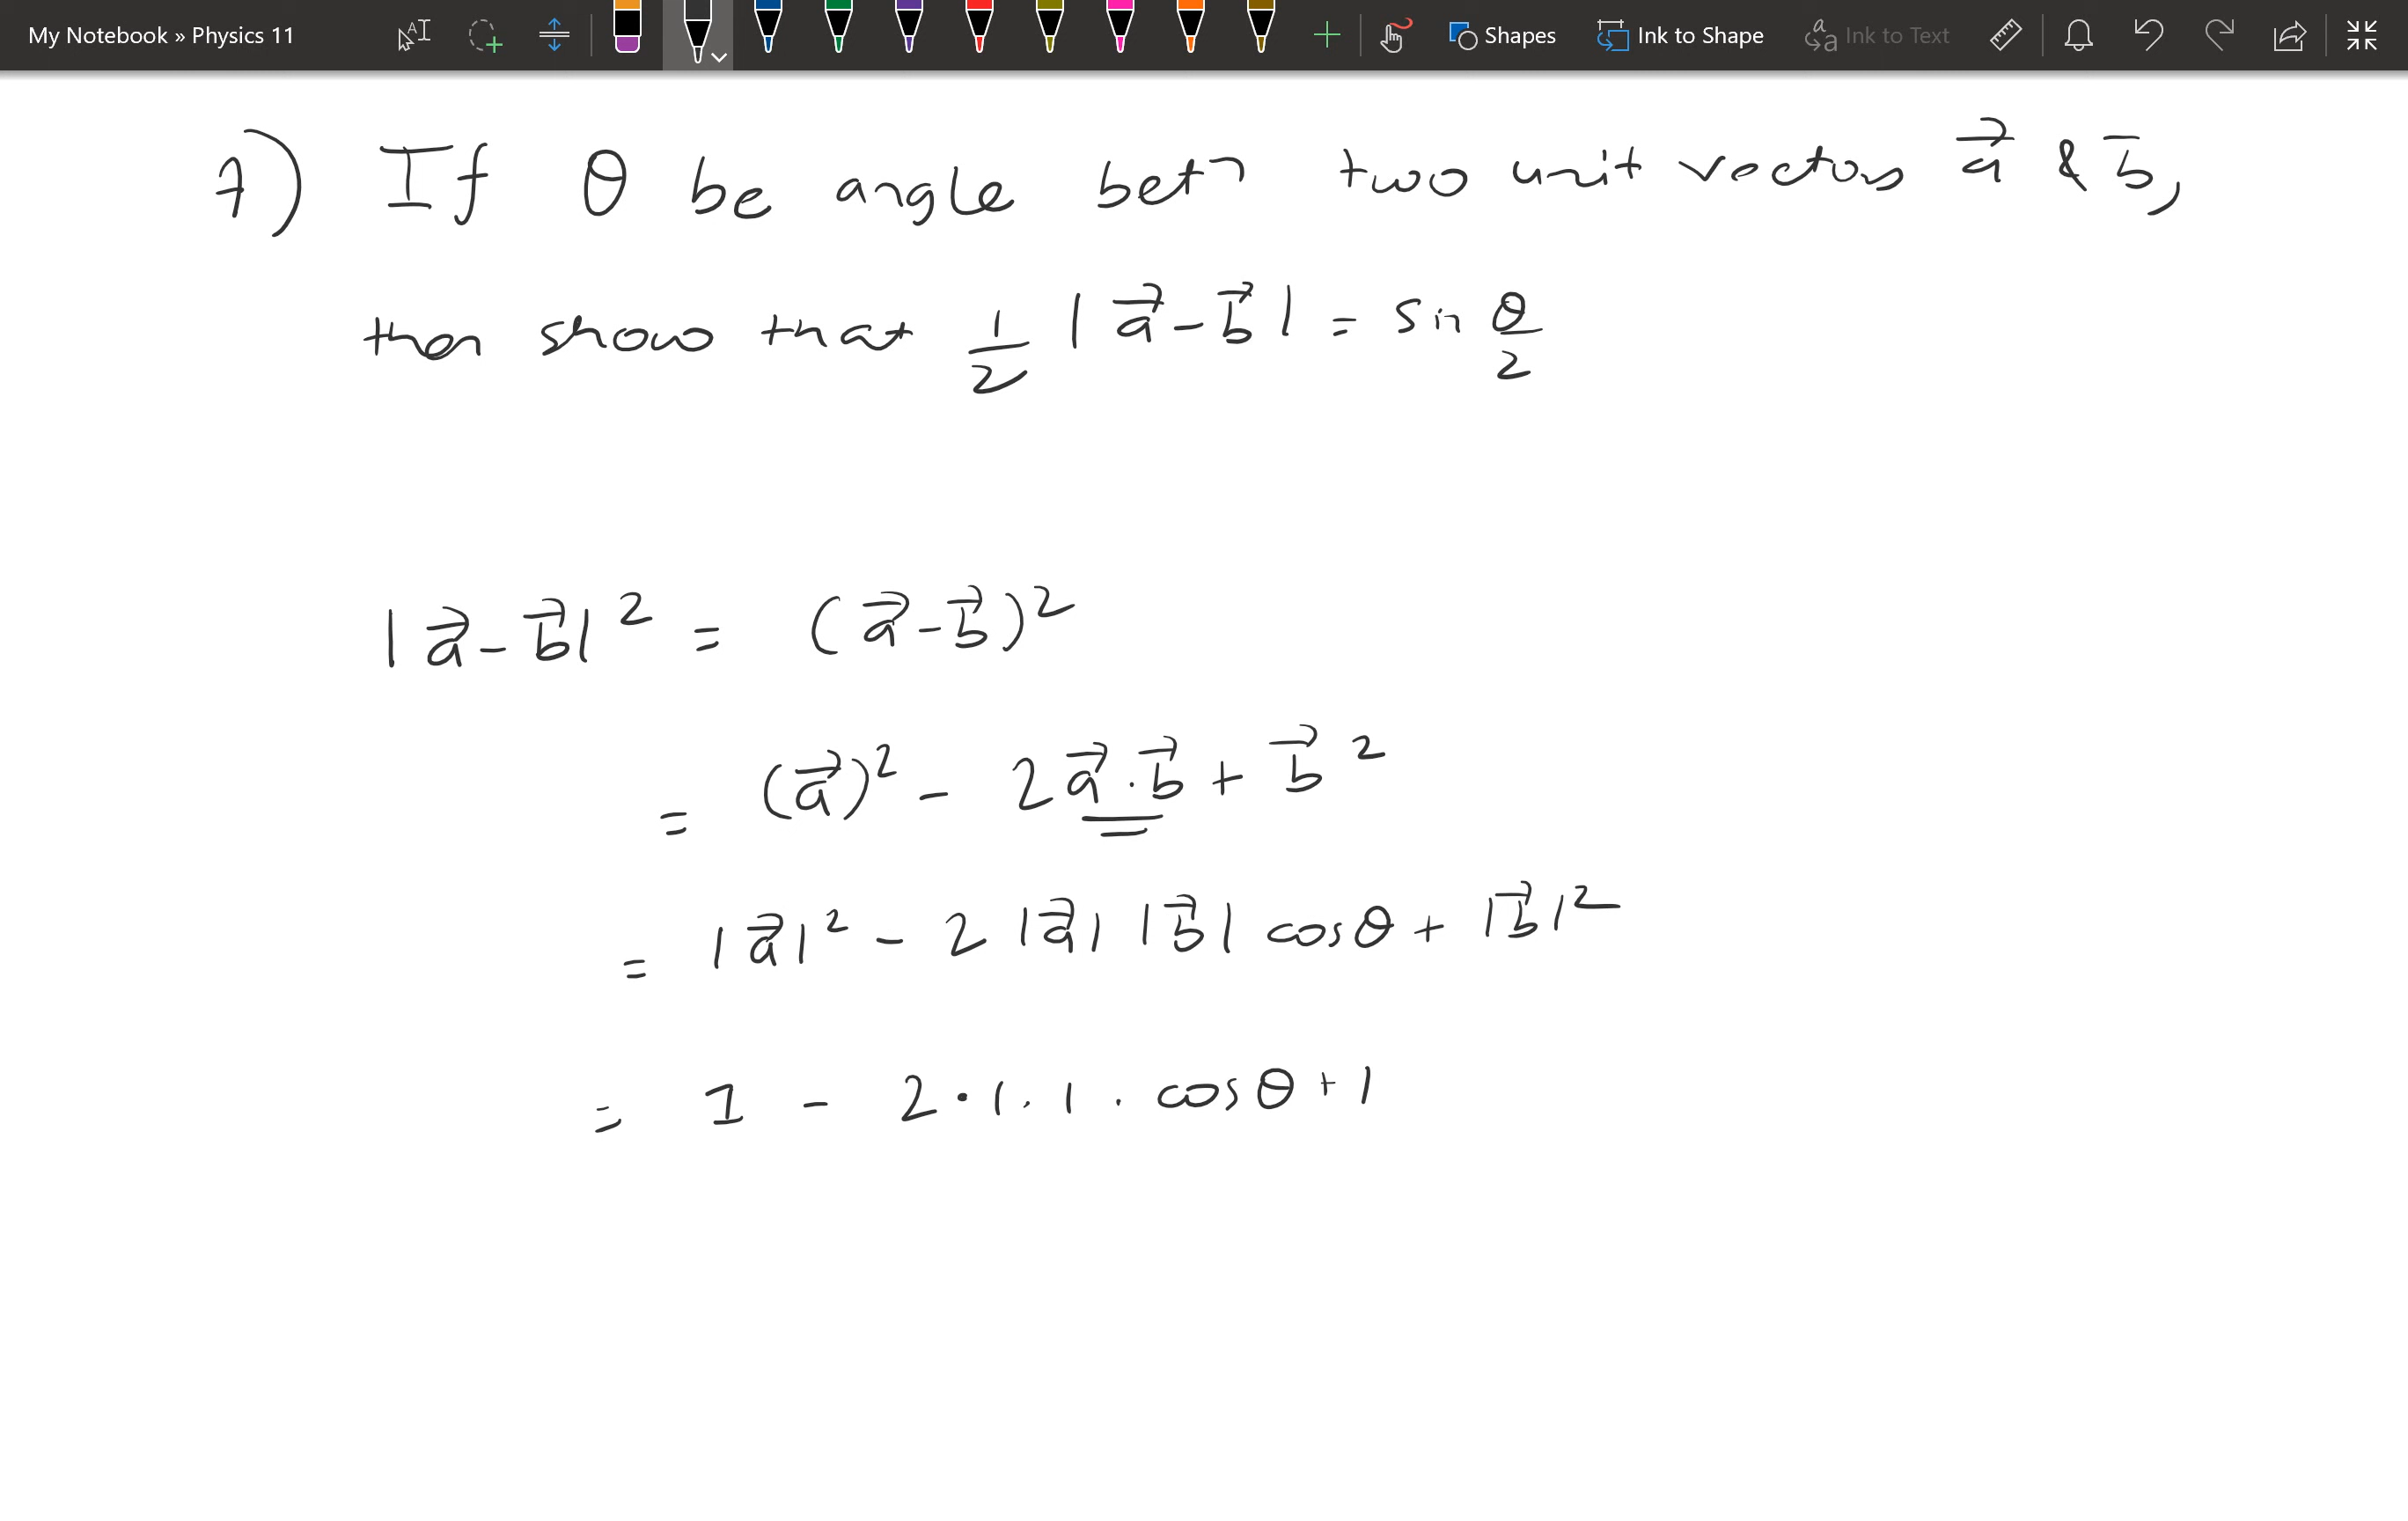 My Notebook » Physics 11 Shapes Ink to Shape Ink to Text
7) If θ be angle betn two unit vectors a⃗ & b̄,
then show that 1/2 |a⃗ - b⃗| = sin θ/2
|a⃗ - b⃗|² = (a⃗ - b⃗)²
= (a⃗)² - 2a⃗.b⃗ + b⃗²
= |a⃗|² - 2|a⃗||b⃗| cosθ + |b⃗|²
= 1 - 2·1.1.cosθ + 1